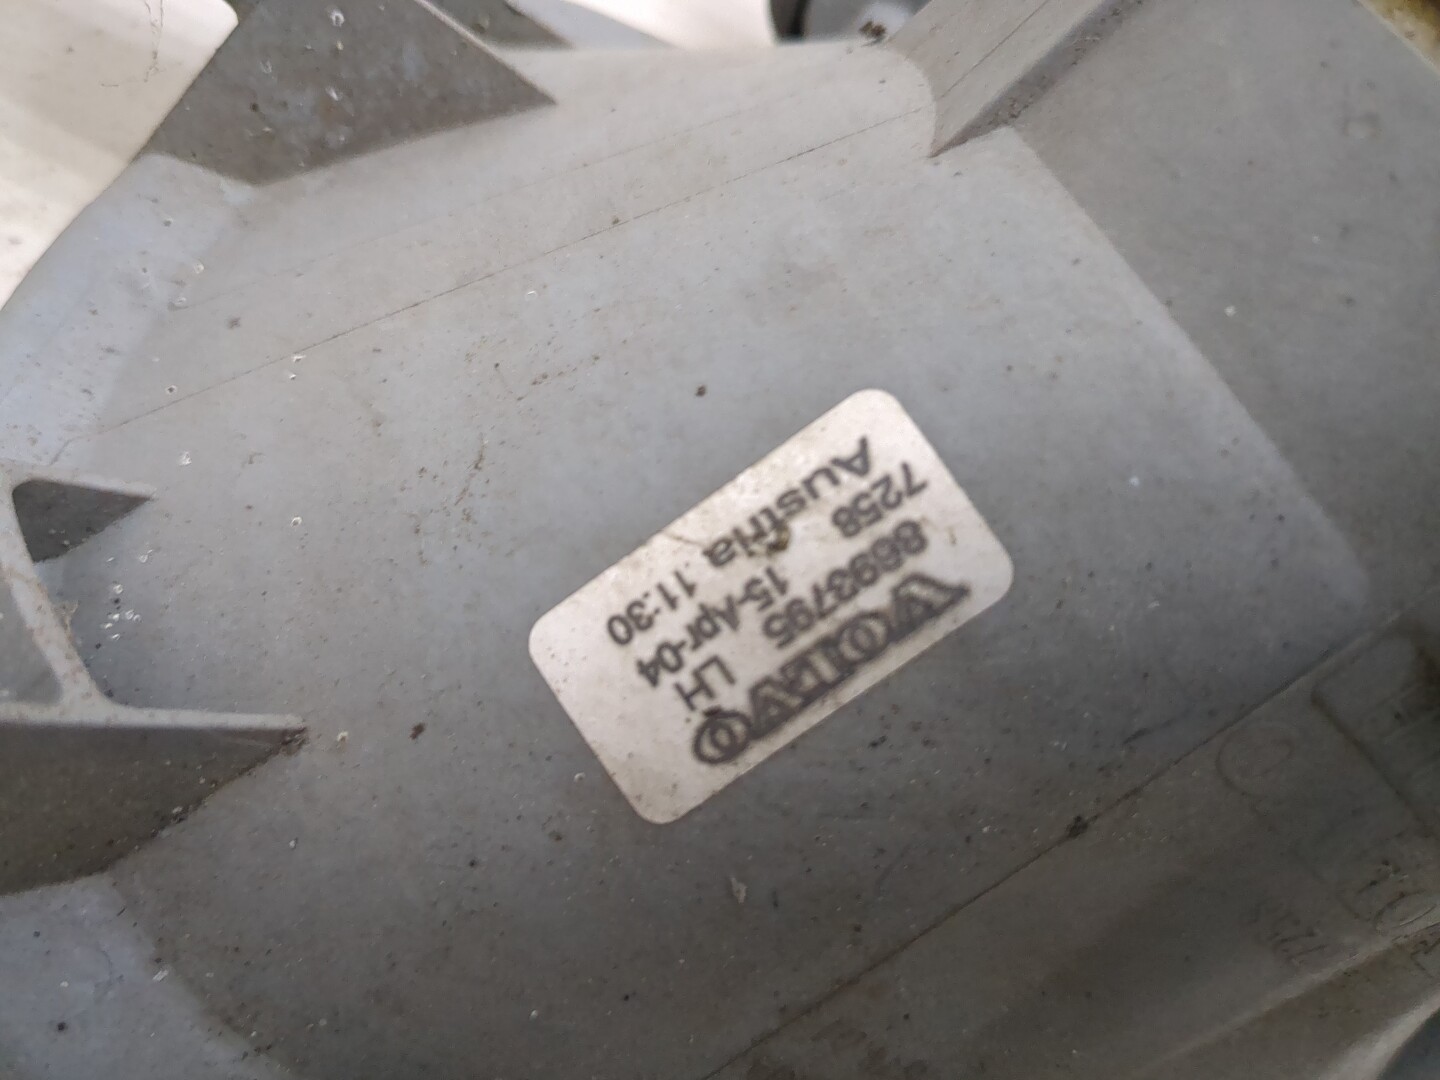 VOLVO
8693795 LH
7258 15-Apr-04
Austria 11:30